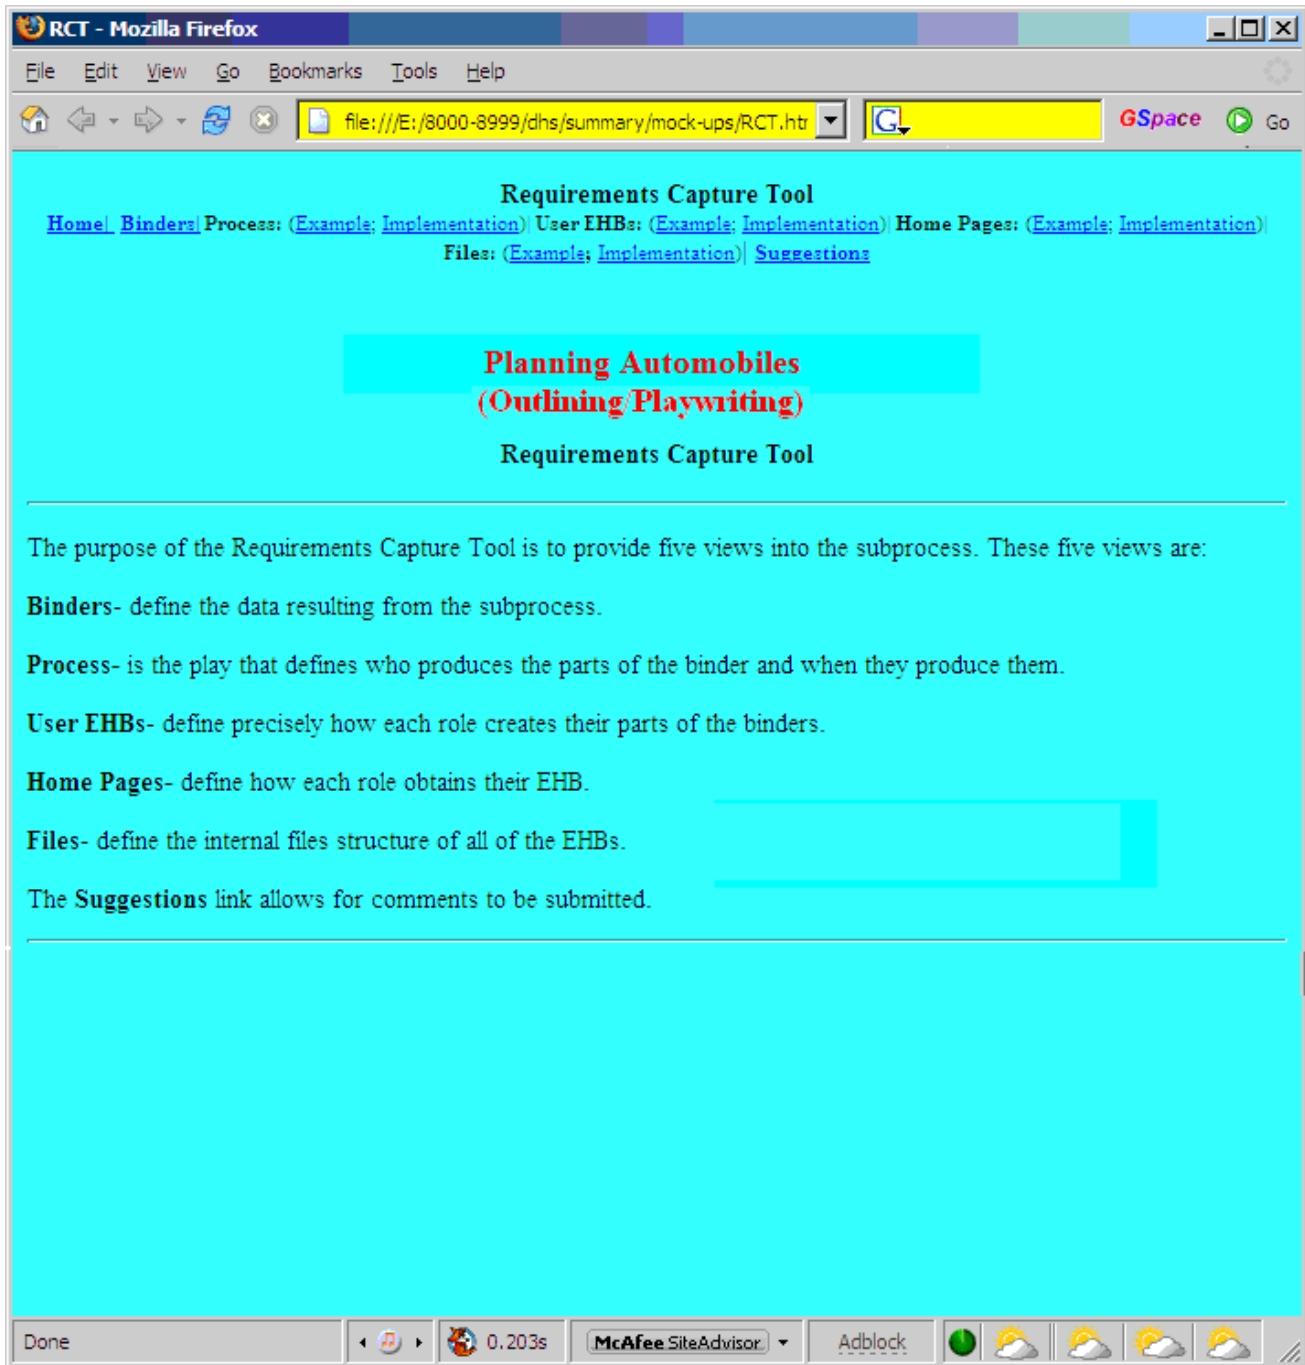 RCT - Mozilla Firefox
File Edit View Go Bookmarks Tools Help
file:///E:/8000-8999/dhs/summary/mock-ups/RCT.htr G GSpace Go
Requirements Capture Tool
Home| Binders| Process: (Example; Implementation)| User EHBs: (Example; Implementation)| Home Pages: (Example; Implementation)|
Files: (Example; Implementation)| Suggestions
Planning Automobiles
(Outlining/Playwriting)
Requirements Capture Tool
The purpose of the Requirements Capture Tool is to provide five views into the subprocess. These five views are:
Binders- define the data resulting from the subprocess.
Process- is the play that defines who produces the parts of the binder and when they produce them.
User EHBs- define precisely how each role creates their parts of the binders.
Home Pages- define how each role obtains their EHB.
Files- define the internal files structure of all of the EHBs.
The Suggestions link allows for comments to be submitted.
Done 0.203s McAfee SiteAdvisor Adblock